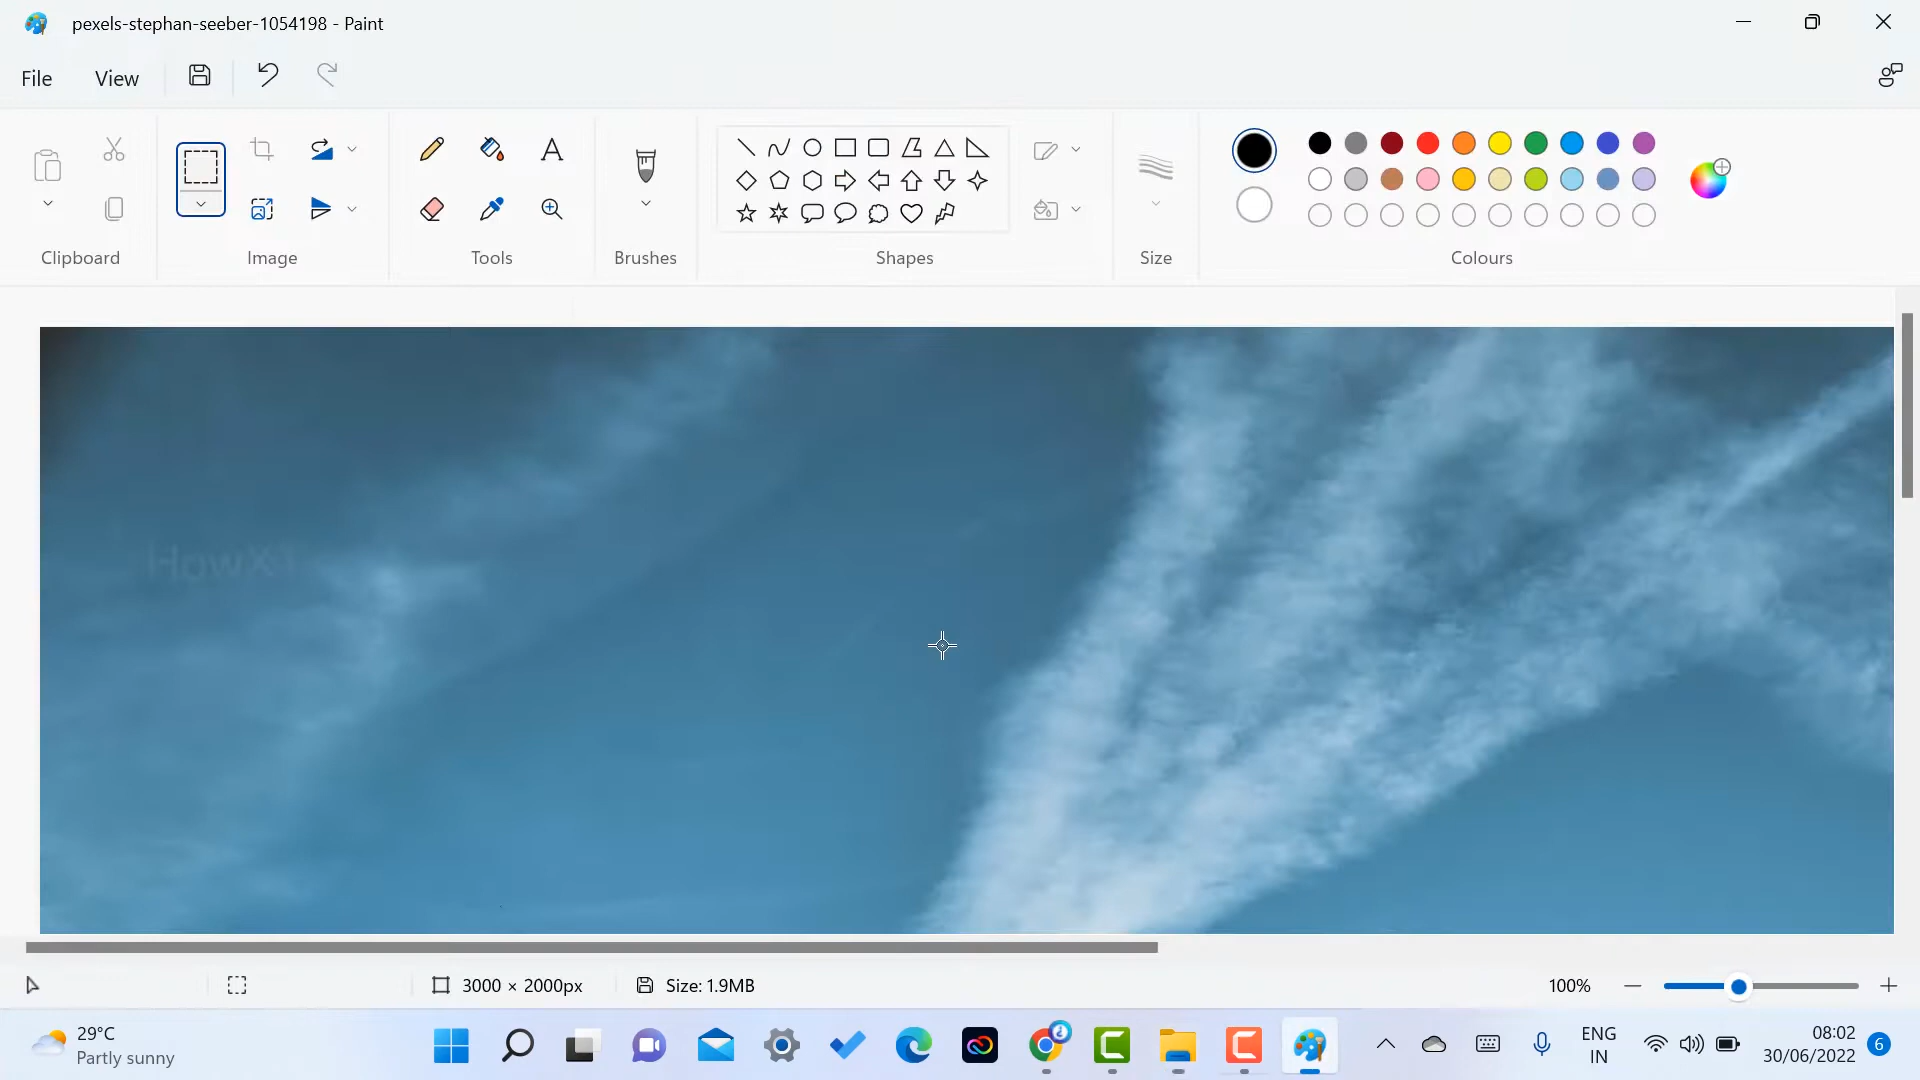 pexels-stephan-seeber-1054198 - Paint
File View
Clipboard
Image
Tools
A
Brushes
Shapes
Size
Colours
3000 × 2000px
Size: 1.9MB
100%
29°C
Partly sunny
ENG
IN
08:02
30/06/2022
6